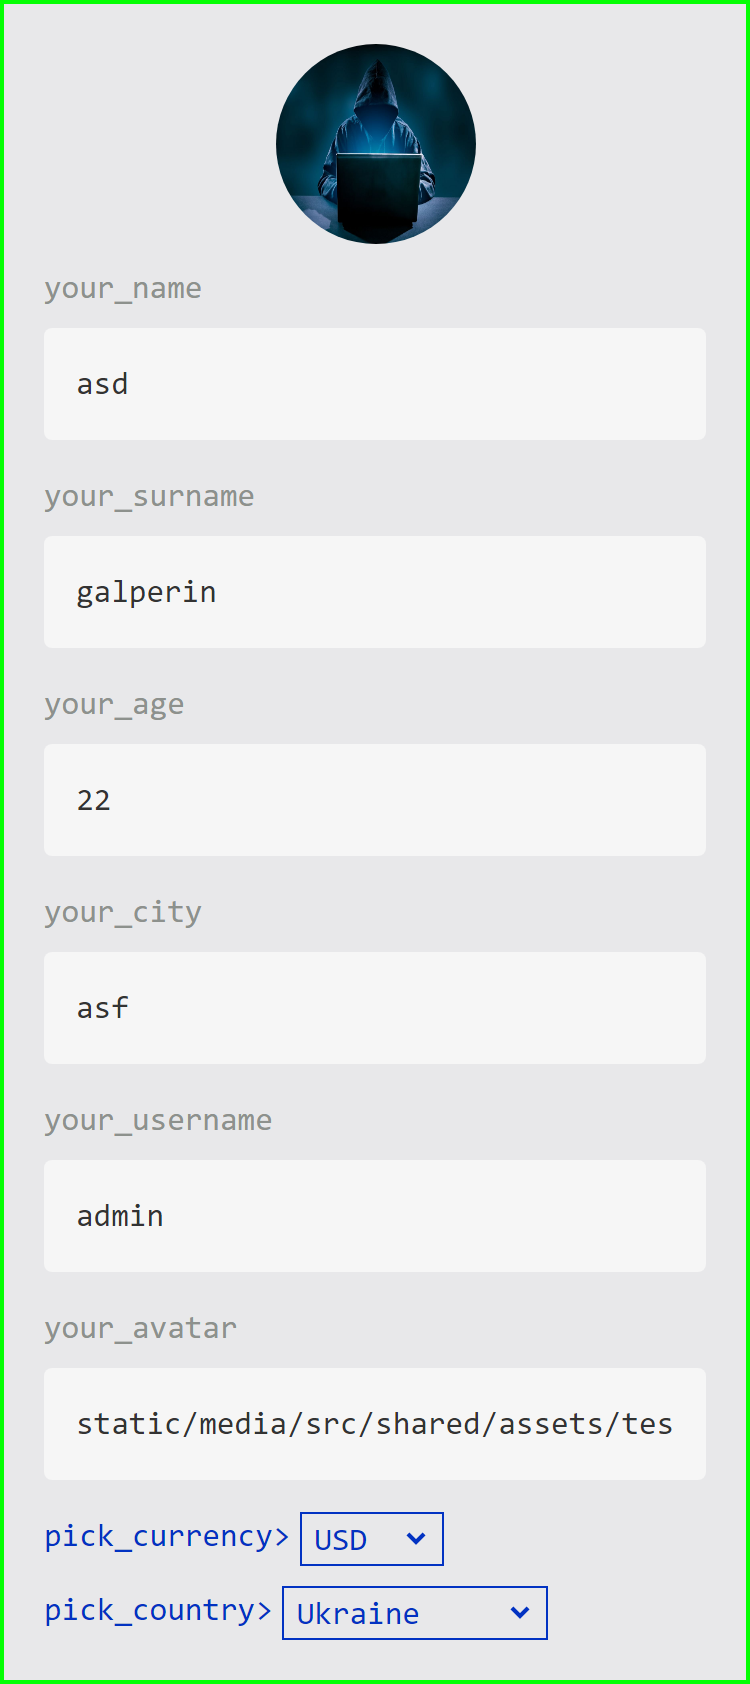 your_name
asd
your_surname
galperin
your_age
22
your_city
asf
your_username
admin
your_avatar
static/media/src/shared/assets/tes
pick_currency> USD
pick_country> Ukraine